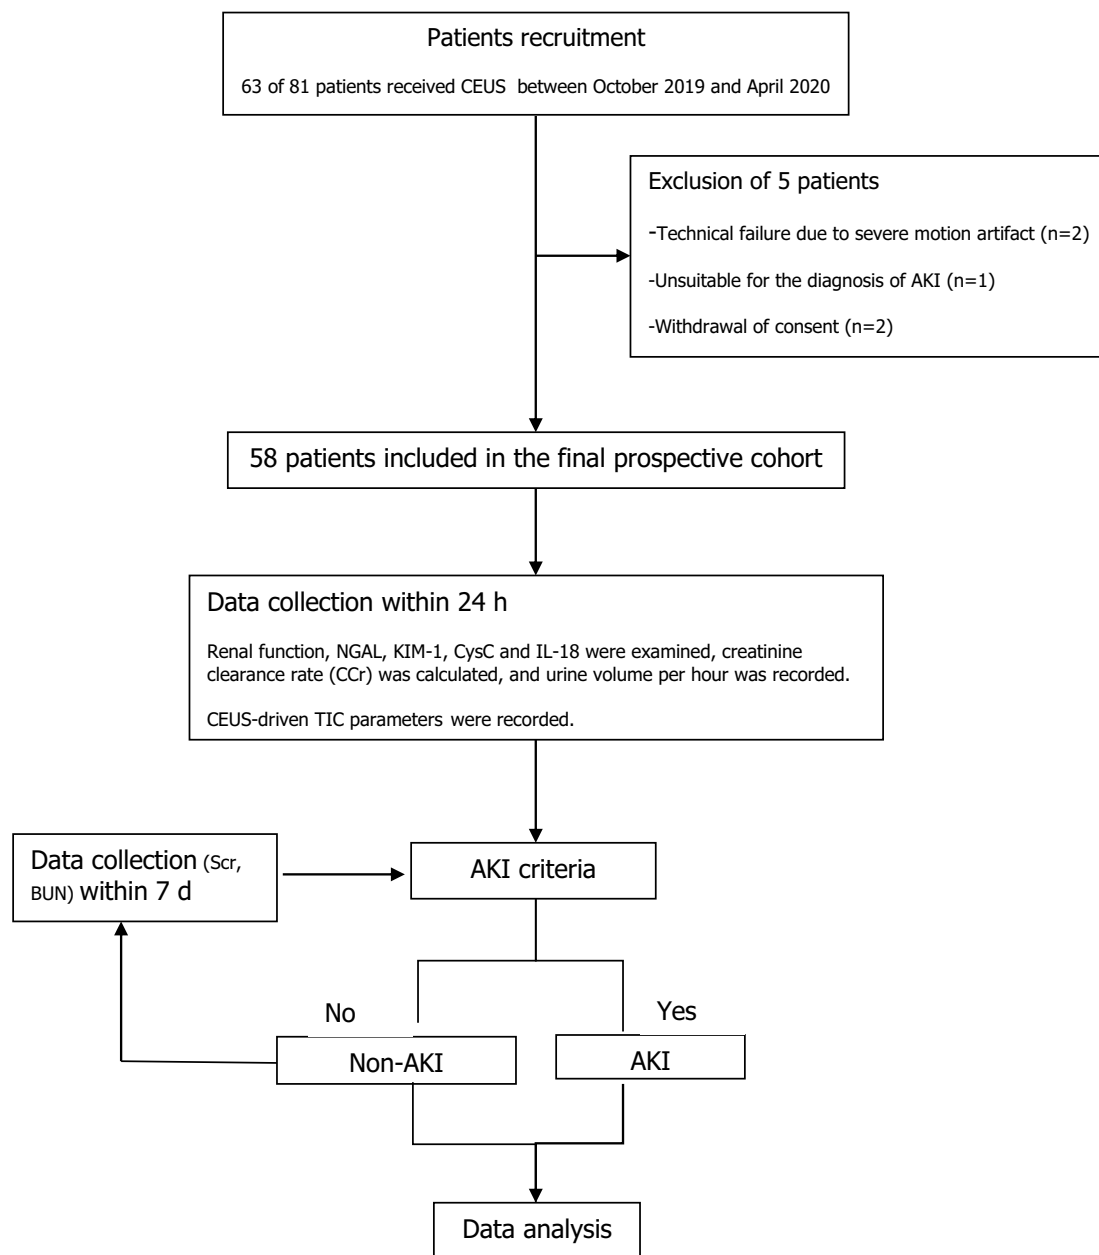 Patients recruitment
63 of 81 patients received CEUS between October 2019 and April 2020
Exclusion of 5 patients
-Technical failure due to severe motion artifact (n=2)
-Unsuitable for the diagnosis of AKI (n=1)
-Withdrawal of consent (n=2)
58 patients included in the final prospective cohort
Data collection within 24 h
Renal function, NGAL, KIM-1, CysC and IL-18 were examined, creatinine
clearance rate (CCr) was calculated, and urine volume per hour was recorded.
CEUS-driven TIC parameters were recorded.
Data collection (Scr,
BUN) within 7 d
AKI criteria
No
Yes
Non-AKI
AKI
Data analysis